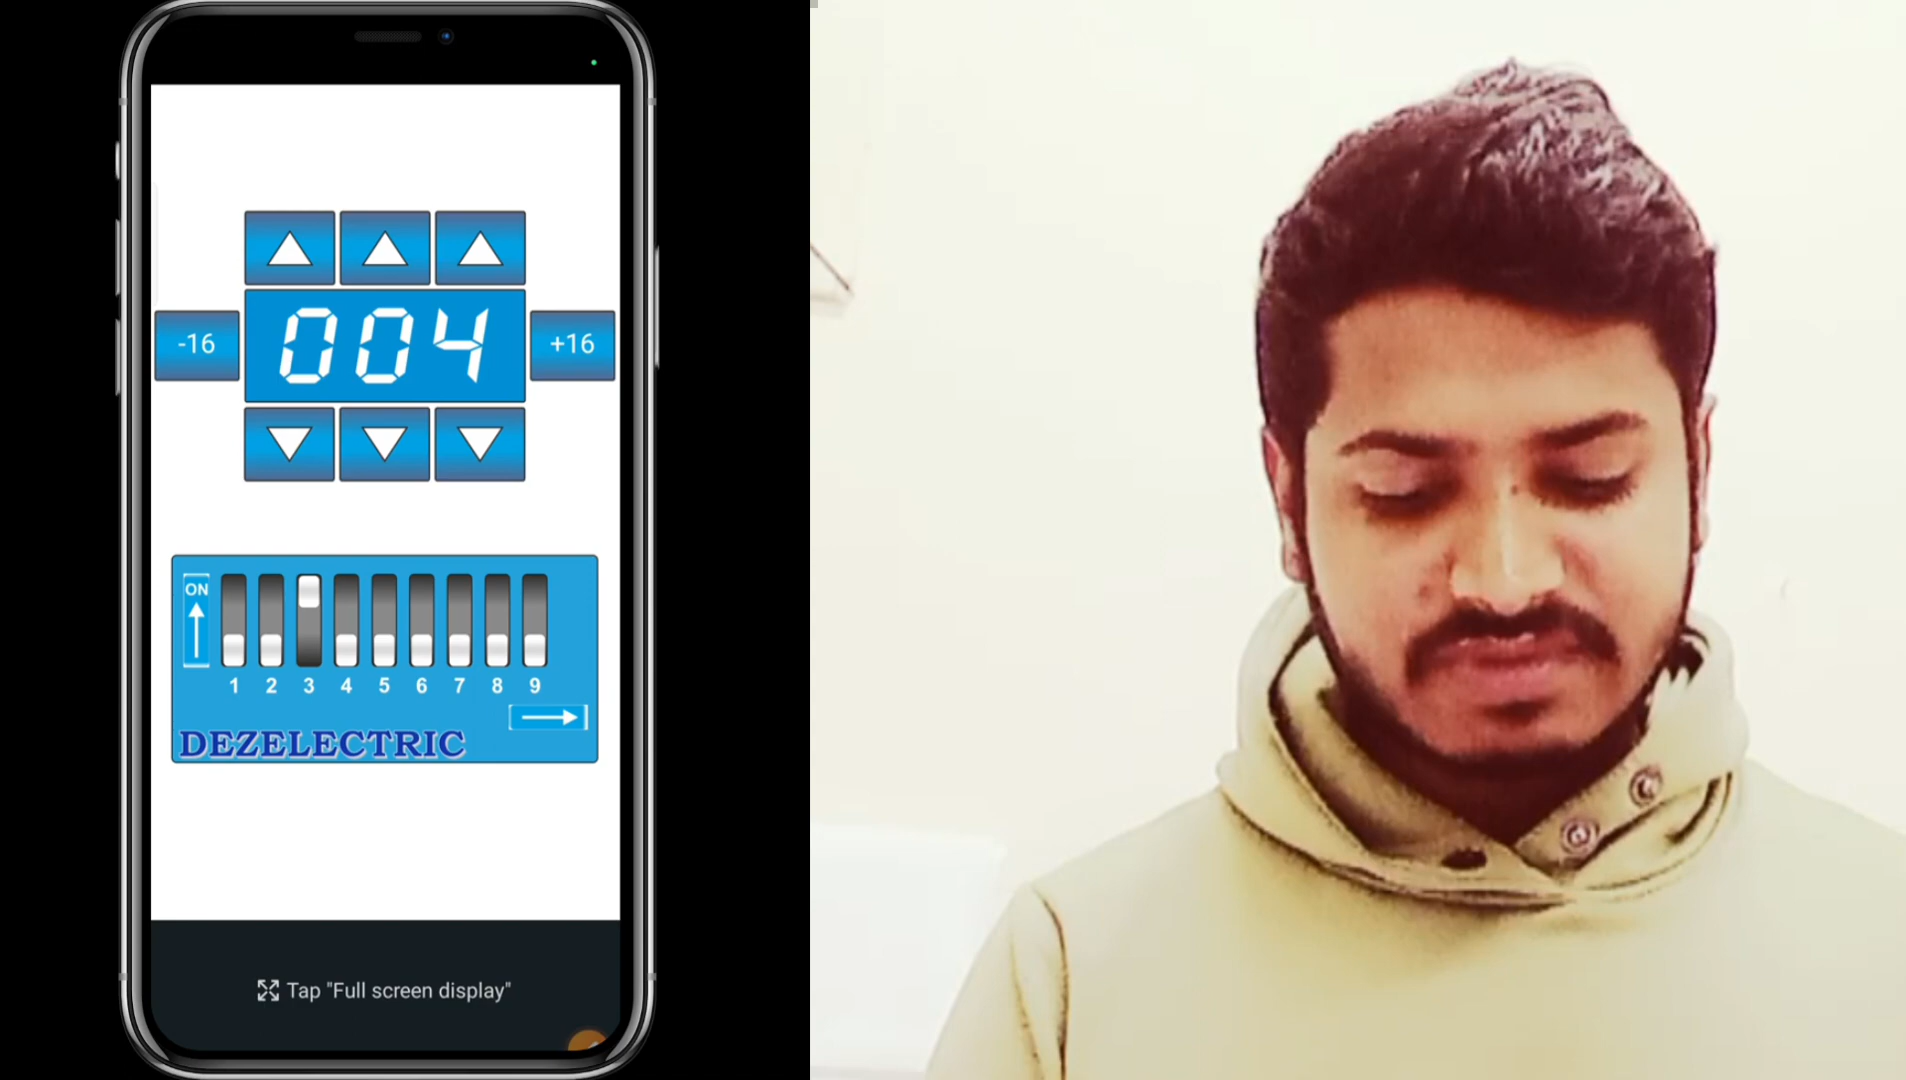 -16
004
+16
ON
1 2 3 4 5 6 7 8 9
DEZELECTRIC
Tap "Full screen display"